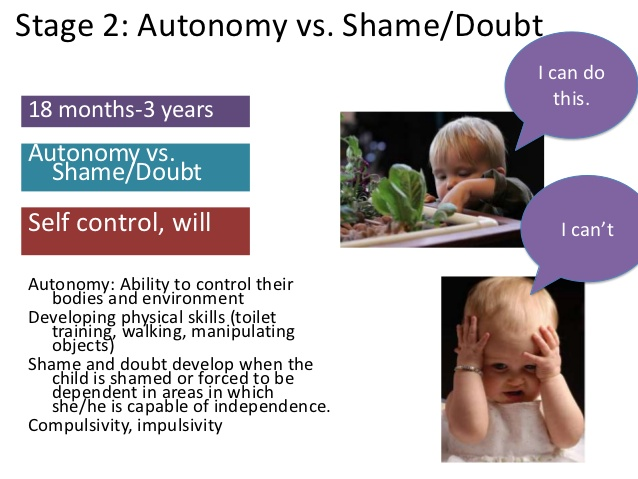 Stage 2: Autonomy vs. Shame/Doubt
I can do
this.
18 months-3 years
Autonomy vs.
Shame/Doubt
Self control, will
I can’t
Autonomy: Ability to control their
bodies and environment
Developing physical skills (toilet
training, walking, manipulating
objects)
Shame and doubt develop when the
child is shamed or forced to be
dependent in areas in which
she/he is capable of independence.
Compulsivity, impulsivity